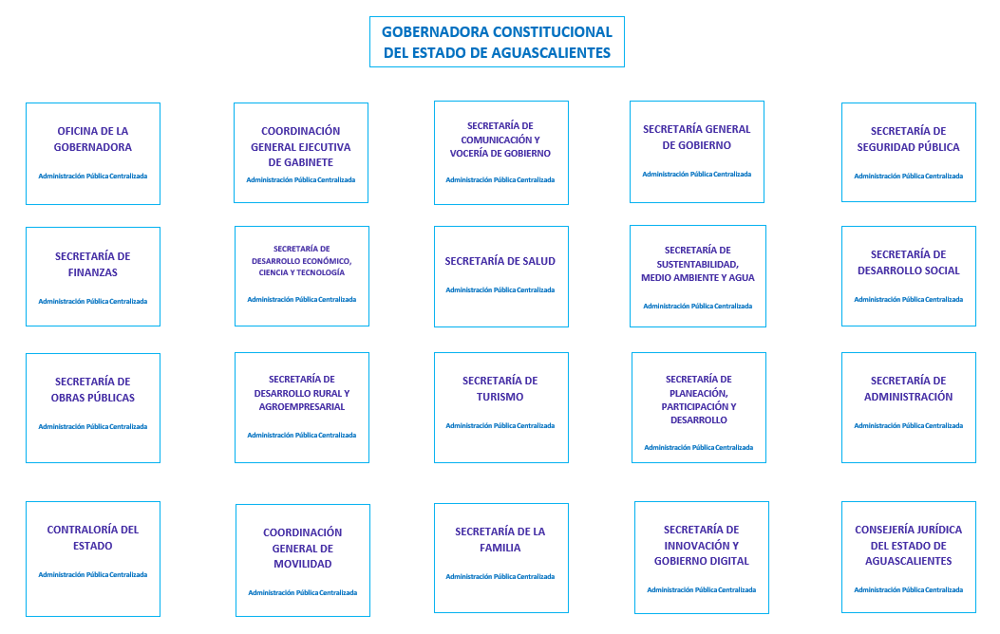 GOBERNADORA CONSTITUCIONAL
DEL ESTADO DE AGUASCALIENTES
OFICINA DE LA
GOBERNADORA
Administración Pública Centralizada
COORDINACIÓN
GENERAL EJECUTIVA
DE GABINETE
Administración Pública Centralizada
SECRETARÍA DE
COMUNICACIÓN Y
VOCERÍA DE GOBIERNO
Administración Pública Centralizada
SECRETARÍA GENERAL
DE GOBIERNO
Administración Pública Centralizada
SECRETARÍA DE
SEGURIDAD PÚBLICA
Administración Pública Centralizada
SECRETARÍA DE
FINANZAS
Administración Pública Centralizada
SECRETARÍA DE
DESARROLLO ECONÓMICO,
CIENCIA Y TECNOLOGÍA
Administración Pública Centralizada
SECRETARÍA DE SALUD
Administración Pública Centralizada
SECRETARÍA DE
SUSTENTABILIDAD,
MEDIO AMBIENTE Y AGUA
Administración Pública Centralizada
SECRETARÍA DE
DESARROLLO SOCIAL
Administración Pública Centralizada
SECRETARÍA DE
OBRAS PÚBLICAS
Administración Pública Centralizada
SECRETARÍA DE
DESARROLLO RURAL Y
AGROEMPRESARIAL
Administración Pública Centralizada
SECRETARÍA DE
TURISMO
Administración Pública Centralizada
SECRETARÍA DE
PLANEACIÓN,
PARTICIPACIÓN Y
DESARROLLO
Administración Pública Centralizada
SECRETARÍA DE
ADMINISTRACIÓN
Administración Pública Centralizada
CONTRALORÍA DEL
ESTADO
Administración Pública Centralizada
COORDINACIÓN
GENERAL DE
MOVILIDAD
Administración Pública Centralizada
SECRETARÍA DE LA
FAMILIA
Administración Pública Centralizada
SECRETARÍA DE
INNOVACIÓN Y
GOBIERNO DIGITAL
Administración Pública Centralizada
CONSEJERÍA JURÍDICA
DEL ESTADO DE
AGUASCALIENTES
Administración Pública Centralizada